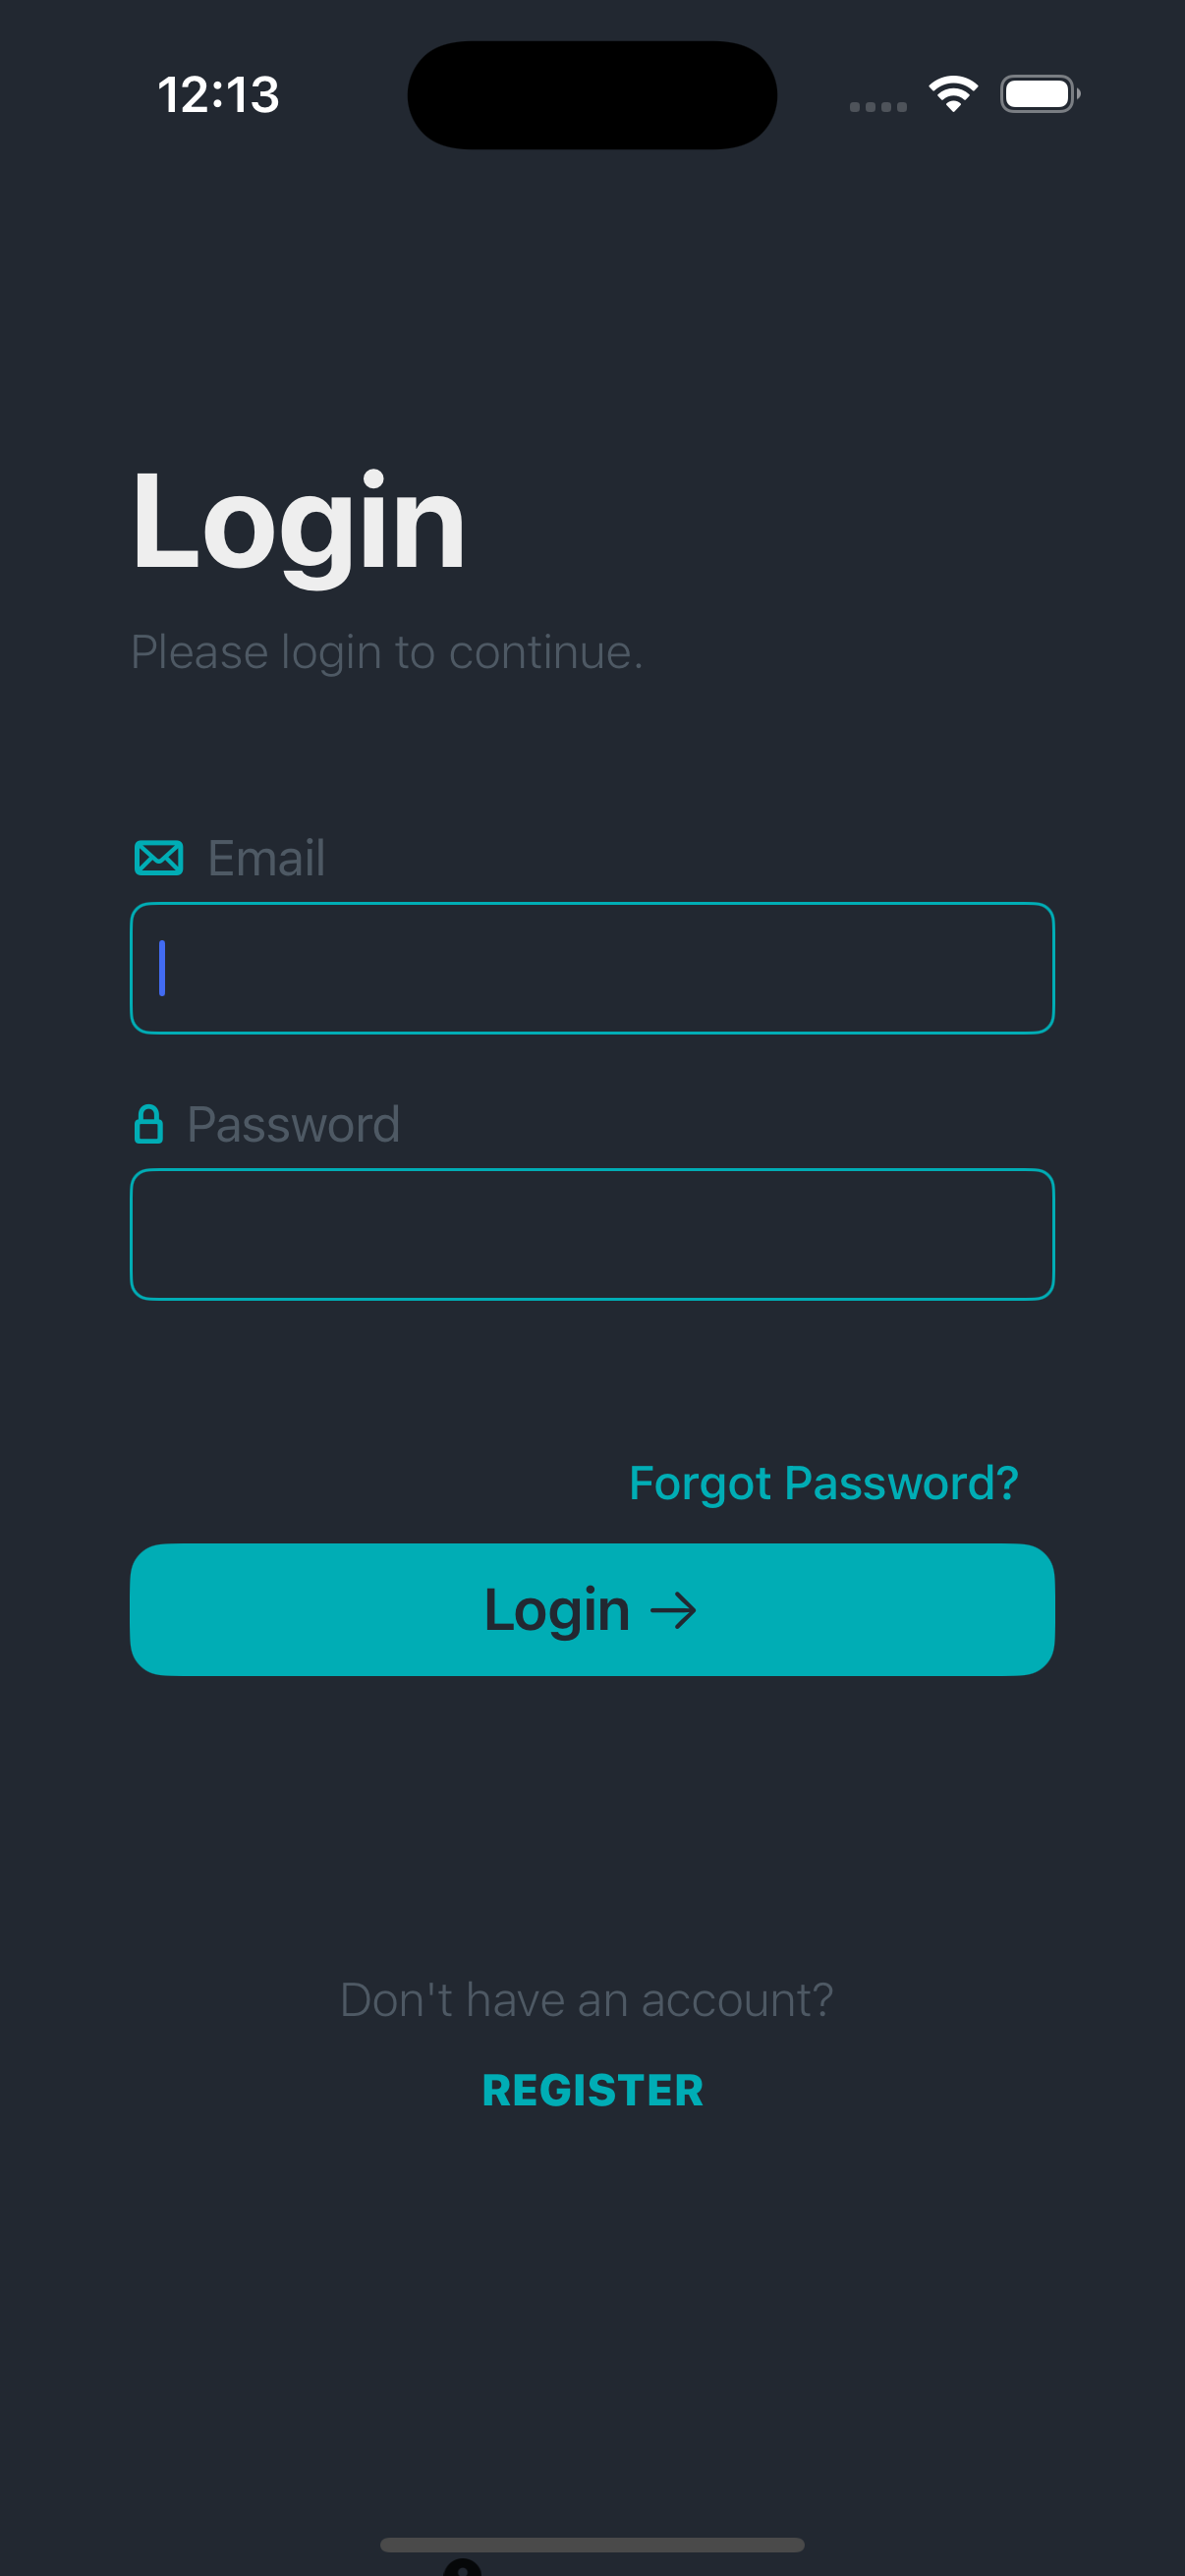 12:13
Login
Please login to continue.
Email
Password
Forgot Password?
Login →
Don't have an account?
REGISTER